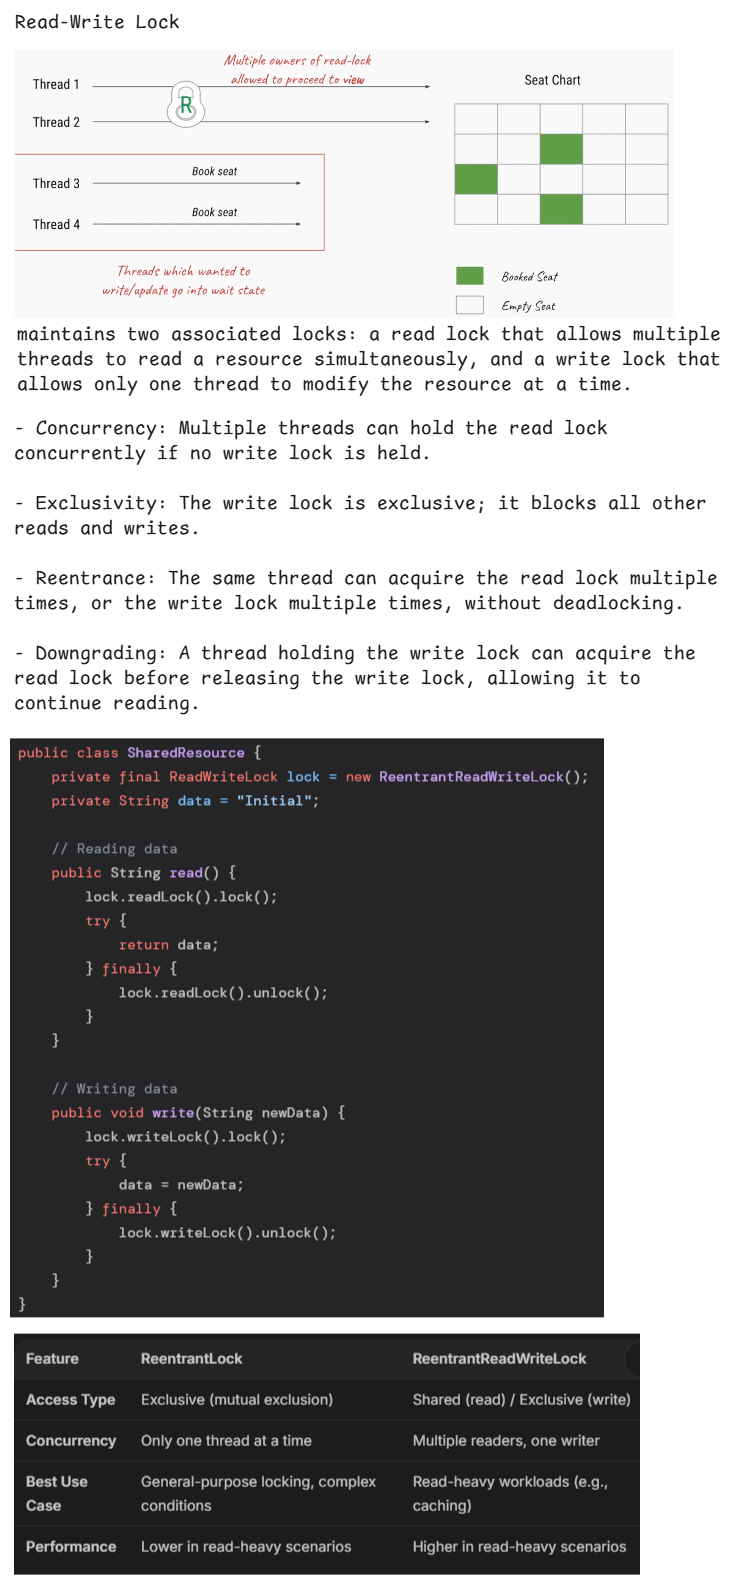 Read-Write Lock
Multiple owners of read-lock
allowed to proceed to view
Thread 1
R
Thread 2
Thread 3
Book seat
Thread 4
Book seat
Threads which wanted to
write/update go into wait state
Seat Chart
Booked Seat
Empty Seat
maintains two associated locks: a read lock that allows multiple
threads to read a resource simultaneously, and a write lock that
allows only one thread to modify the resource at a time.
- Concurrency: Multiple threads can hold the read lock
concurrently if no write lock is held.
- Exclusivity: The write lock is exclusive; it blocks all other
reads and writes.
- Reentrance: The same thread can acquire the read lock multiple
times, or the write lock multiple times, without deadlocking.
- Downgrading: A thread holding the write lock can acquire the
read lock before releasing the write lock, allowing it to
continue reading.
public class SharedResource {
    private final ReadWriteLock lock = new ReentrantReadWriteLock();
    private String data = "Initial";
    // Reading data
    public String read() {
        lock.readLock().lock();
        try {
            return data;
        } finally {
            lock.readLock().unlock();
        }
    }
    // Writing data
    public void write(String newData) {
        lock.writeLock().lock();
        try {
            data = newData;
        } finally {
            lock.writeLock().unlock();
        }
    }
}
Feature ReentrantLock ReentrantReadWriteLock
Access Type Exclusive (mutual exclusion) Shared (read) / Exclusive (write)
Concurrency Only one thread at a time Multiple readers, one writer
Best Use General-purpose locking, complex Read-heavy workloads (e.g.,
Case conditions caching)
Performance Lower in read-heavy scenarios Higher in read-heavy scenarios